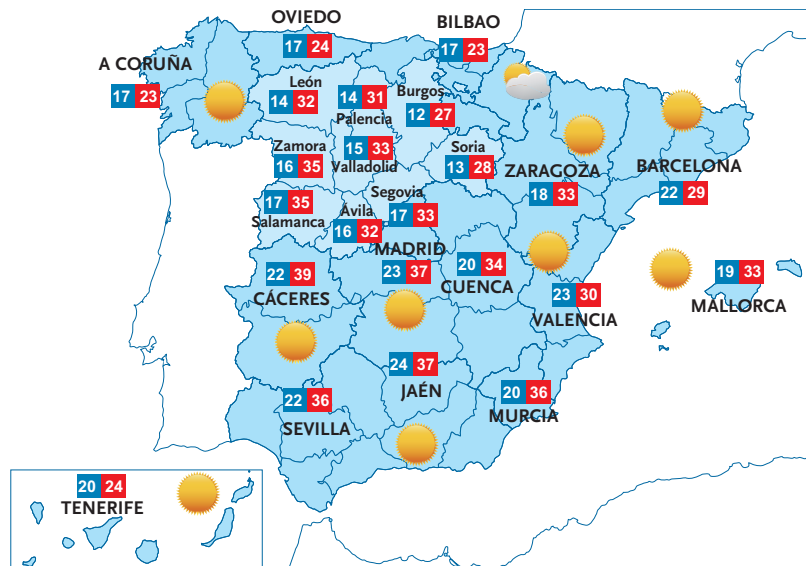 OVIEDO
17 24
BILBAO
17 23
A CORUÑA
17 23
León
14 32
14 31
Palencia
Burgos
12 27
Zamora
16 35
15 33
Valladolid
Soria
13 28
ZARAGOZA
18 33
BARCELONA
22 29
17 35
Salamanca
Ávila
16 32
Segovia
17 33
MADRID
23 37
22 39
CÁCERES
20 34
CUENCA
23 30
VALENCIA
19 33
MALLORCA
24 37
JAÉN
22 36
SEVILLA
20 36
MURCIA
20 24
TENERIFE